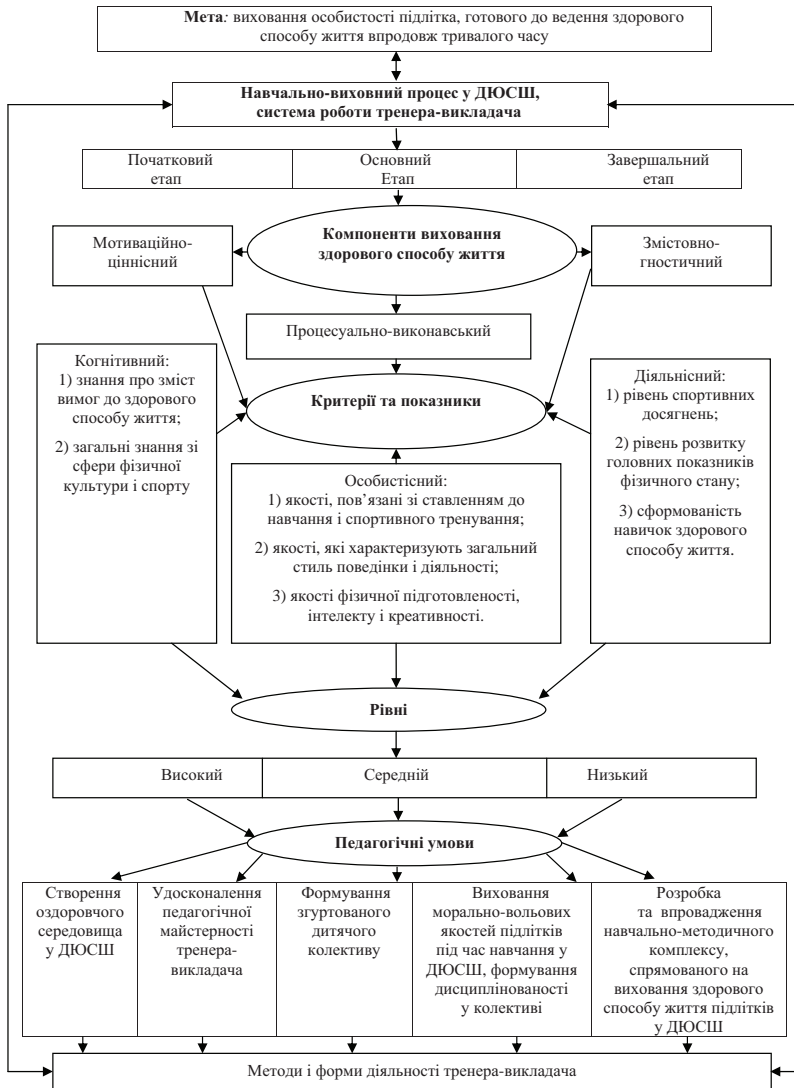 Мета: виховання особистості підлітка, готового до ведення здорового
способу життя впродовж тривалого часу
Навчально-виховний процес у ДЮСШ,
система роботи тренера-викладача
Початковий
етап
Основний
Етап
Завершальний
етап
Компоненти виховання
здорового способу життя
Мотиваційно-
ціннісний
Змістовно-
гностичний
Процесуально-виконавський
Когнітивний:
1) знання про зміст
вимог до здорового
способу життя;
2) загальні знання зі
сфери фізичної
культури і спорту
Критерії та показники
Діяльнісний:
1) рівень спортивних
досягнень;
2) рівень розвитку
головних показників
фізичного стану;
3) сформованість
навичок здорового
способу життя.
Особистісний:
1) якості, пов’язані зі ставленням до
навчання і спортивного тренування;
2) якості, які характеризують загальний
стиль поведінки і діяльності;
3) якості фізичної підготовленості,
інтелекту і креативності.
Рівні
Високий
Середній
Низький
Педагогічні умови
Створення
оздоровчого
середовища
у ДЮСШ
Удосконалення
педагогічної
майстерності
тренера-
викладача
Формування
згуртованого
дитячого
колективу
Виховання
морально-вольових
якостей підлітків
під час навчання у
ДЮСШ, формування
дисциплінованості
у колективі
Розробка
та впровадження
навчально-методичного
комплексу,
спрямованого на
виховання здорового
способу життя підлітків
у ДЮСШ
Методи і форми діяльності тренера-викладача